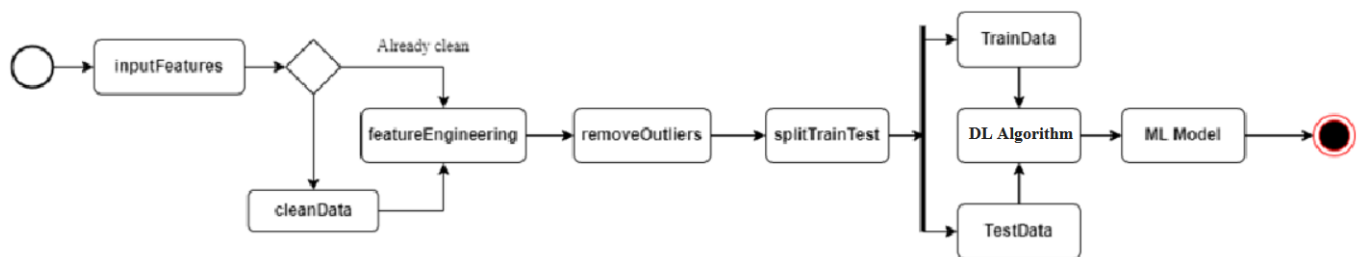 inputFeatures
Already clean
featureEngineering
cleanData
removeOutliers
splitTrainTest
TrainData
DL Algorithm
TestData
ML Model